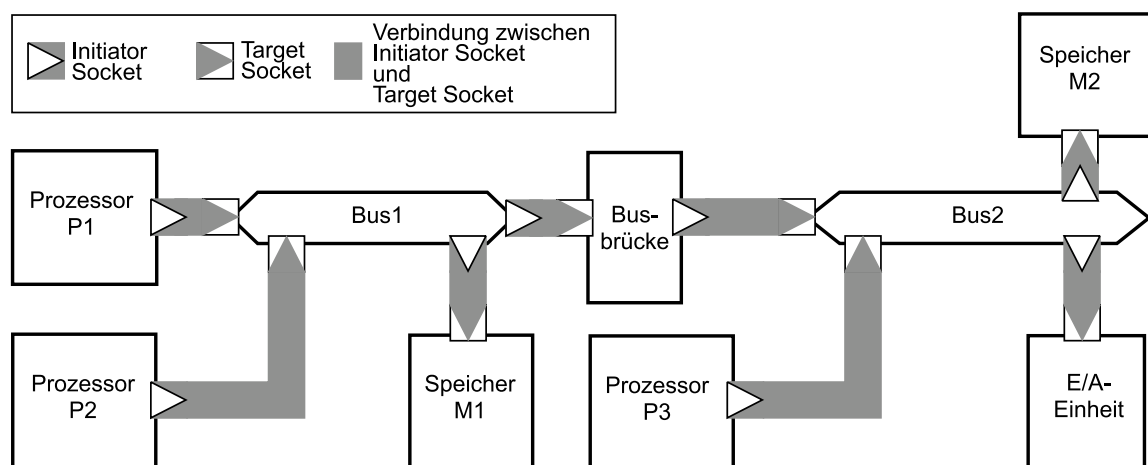 Initiator
Socket
Target
Socket
Verbindung zwischen
Initiator Socket
und
Target Socket
Speicher
M2
Prozessor
P1
Bus1
Bus-
brücke
Bus2
Prozessor
P2
Speicher
M1
Prozessor
P3
E/A-
Einheit